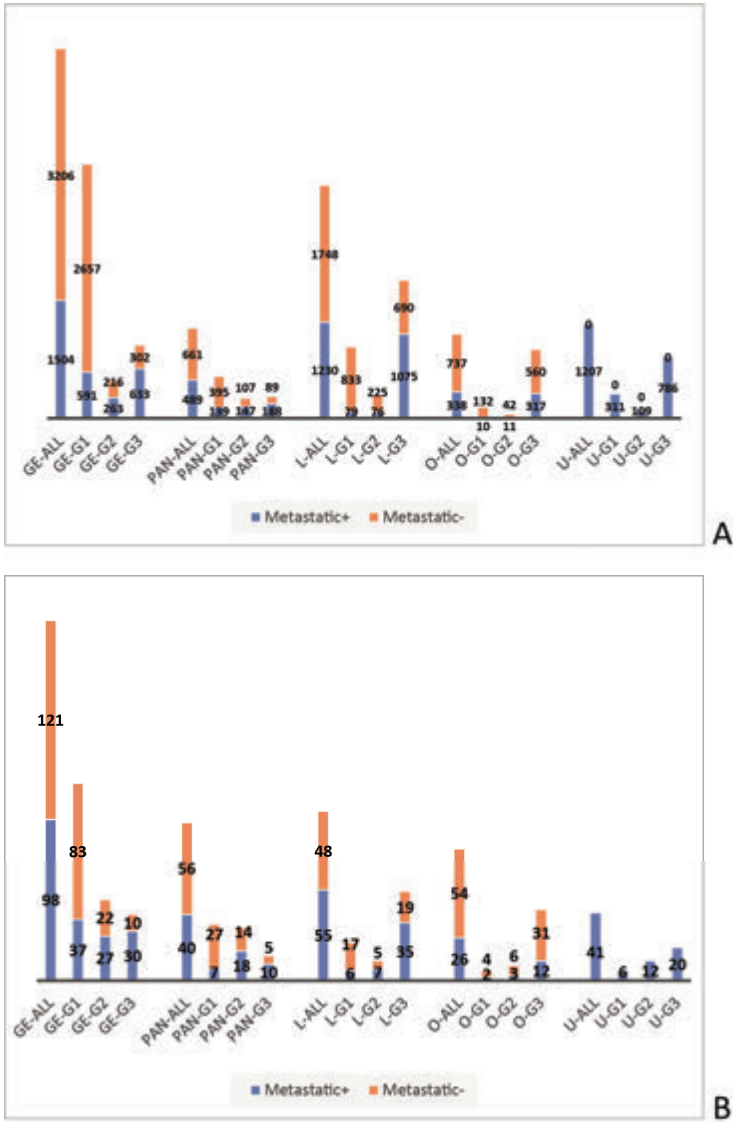 3206
1504
2657
591
216
263
302
633
661
489
395
139
107
147
89
188
1748
1230
833
79
225
76
690
1075
737
338
132
10
42
11
560
317
0
1207
0
311
0
109
0
786
GE-ALL
GE-G1
GE-G2
GE-G3
PAN-ALL
PAN-G1
PAN-G2
PAN-G3
L-ALL
L-G1
L-G2
L-G3
O-ALL
O-G1
O-G2
O-G3
U-ALL
U-G1
U-G2
U-G3
Metastatic+ Metastatic-
A
121
98
83
37
22
27
10
30
56
40
27
7
14
18
5
10
48
55
17
6
5
7
19
35
54
26
4
2
6
3
31
12
41
6
12
20
GE-ALL
GE-G1
GE-G2
GE-G3
PAN-ALL
PAN-G1
PAN-G2
PAN-G3
L-ALL
L-G1
L-G2
L-G3
O-ALL
O-G1
O-G2
O-G3
U-ALL
U-G1
U-G2
U-G3
Metastatic+ Metastatic-
B